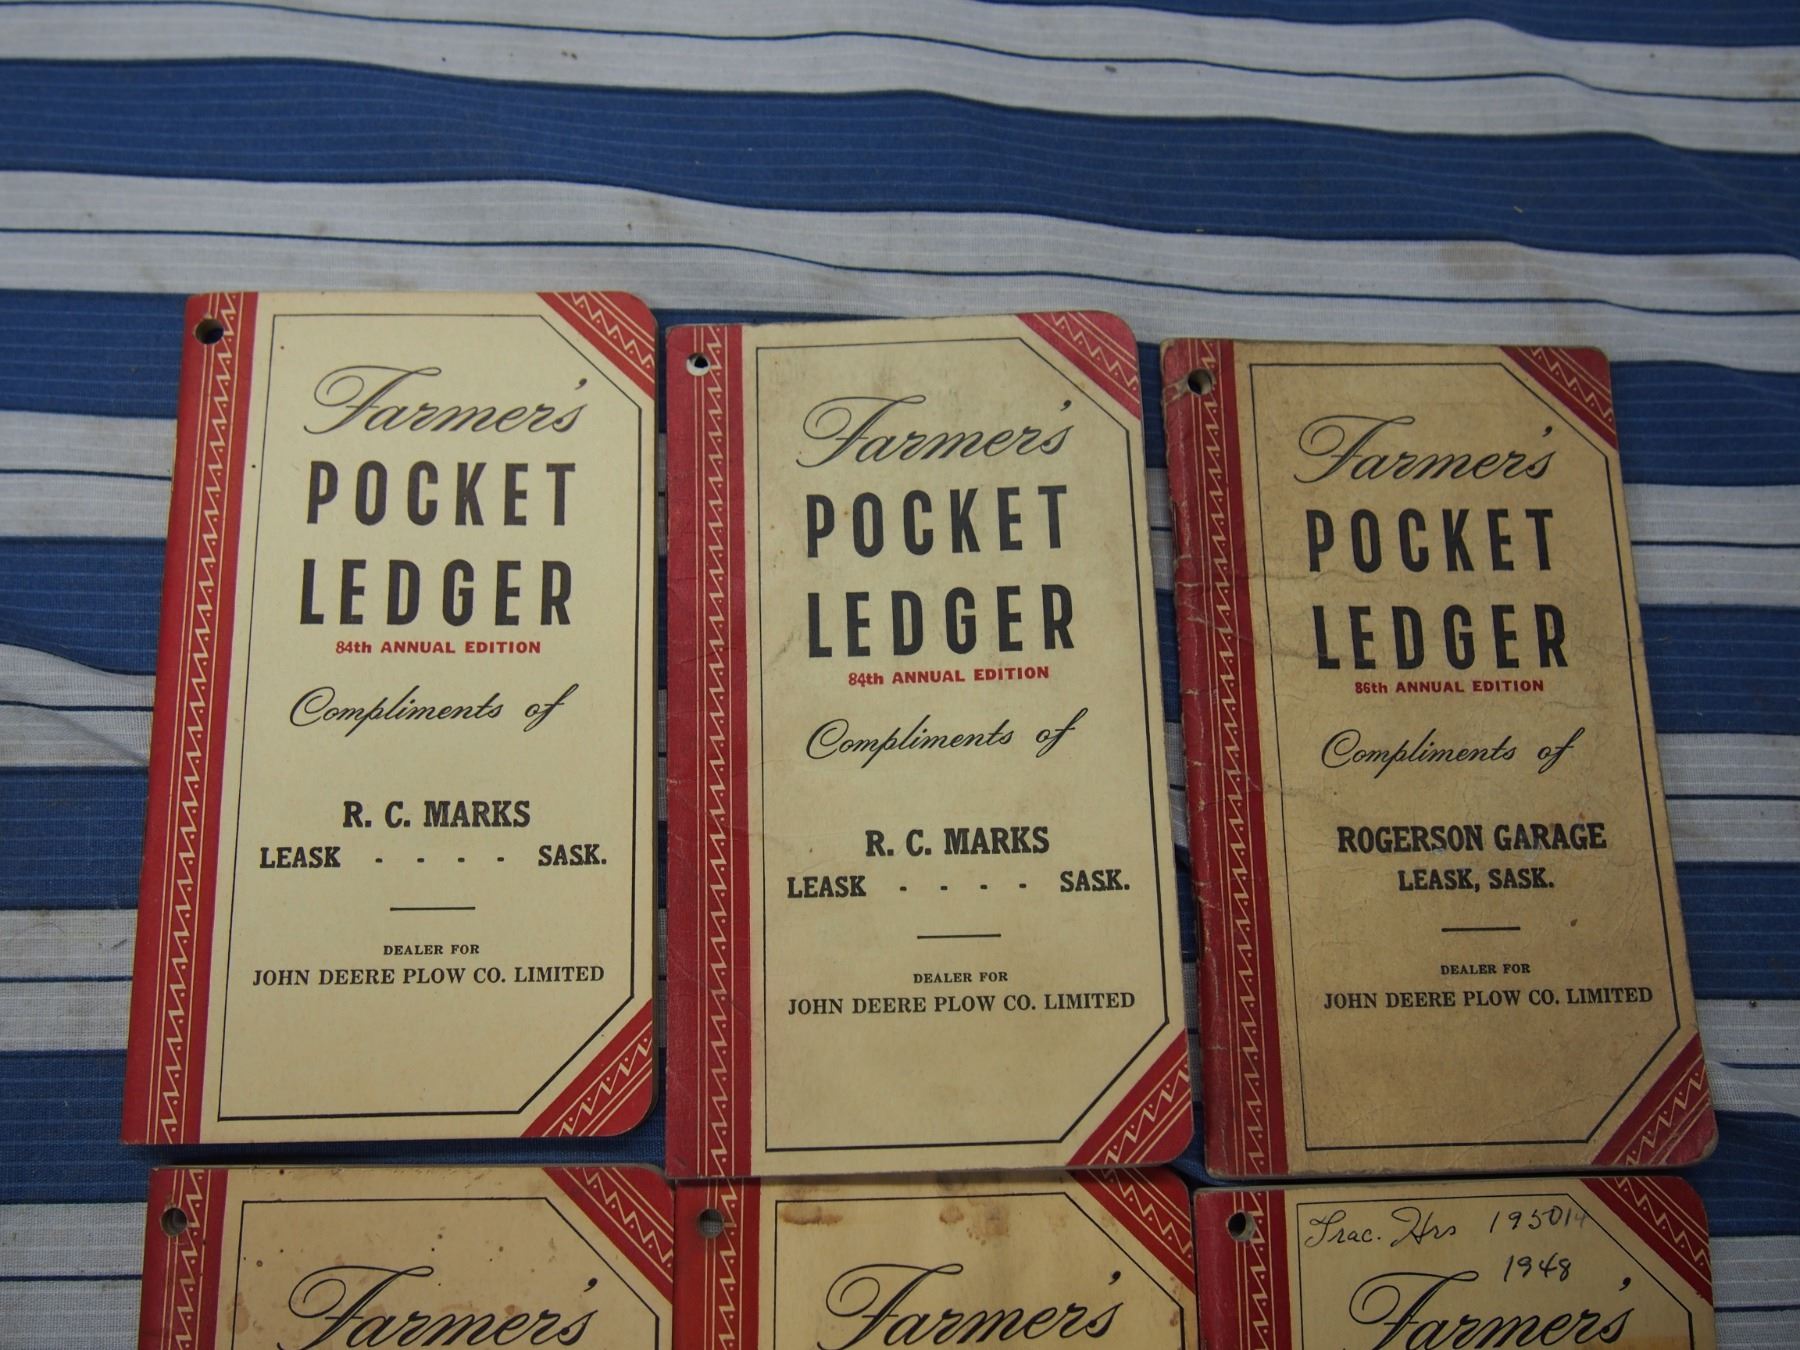 Farmer's
POCKET
LEDGER
84th ANNUAL EDITION
Compliments of
R. C. MARKS
LEASK - - - - SASK.
DEALER FOR
JOHN DEERE PLOW CO. LIMITED
Farmer's
POCKET
LEDGER
84th ANNUAL EDITION
Compliments of
R. C. MARKS
LEASK - - - - SASK.
DEALER FOR
JOHN DEERE PLOW CO. LIMITED
Farmer's
POCKET
LEDGER
86th ANNUAL EDITION
Compliments of
ROGERSON GARAGE
LEASK, SASK.
DEALER FOR
JOHN DEERE PLOW CO. LIMITED
Farmer's
Farmer's
Trac. Hrs
1948
Farmer's